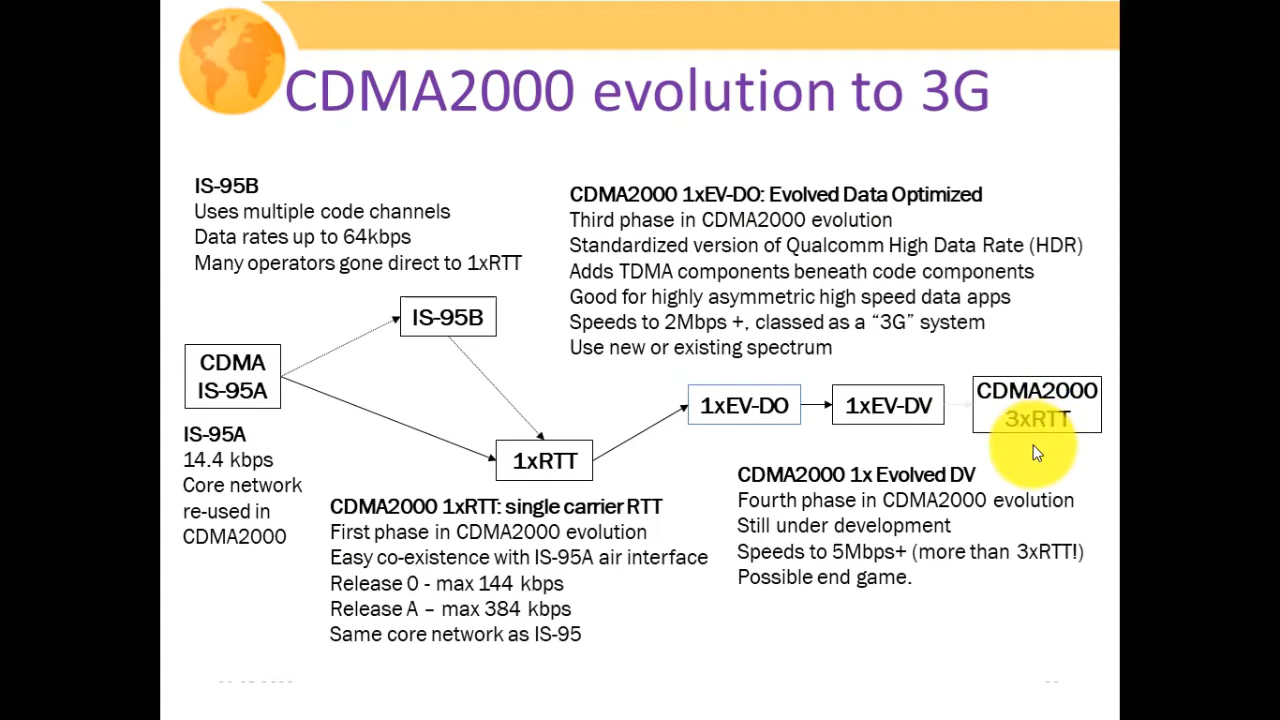 CDMA2000 evolution to 3G
IS-95B
Uses multiple code channels
Data rates up to 64kbps
Many operators gone direct to 1xRTT
CDMA2000 1xEV-DO: Evolved Data Optimized
Third phase in CDMA2000 evolution
Standardized version of Qualcomm High Data Rate (HDR)
Adds TDMA components beneath code components
Good for highly asymmetric high speed data apps
Speeds to 2Mbps +, classed as a “3G” system
Use new or existing spectrum
IS-95B
CDMA
IS-95A
1xEV-DO
1xEV-DV
CDMA2000
3xRTT
1xRTT
IS-95A
14.4 kbps
Core network
re-used in
CDMA2000
CDMA2000 1xRTT: single carrier RTT
First phase in CDMA2000 evolution
Easy co-existence with IS-95A air interface
Release 0 - max 144 kbps
Release A – max 384 kbps
Same core network as IS-95
CDMA2000 1x Evolved DV
Fourth phase in CDMA2000 evolution
Still under development
Speeds to 5Mbps+ (more than 3xRTT!)
Possible end game.